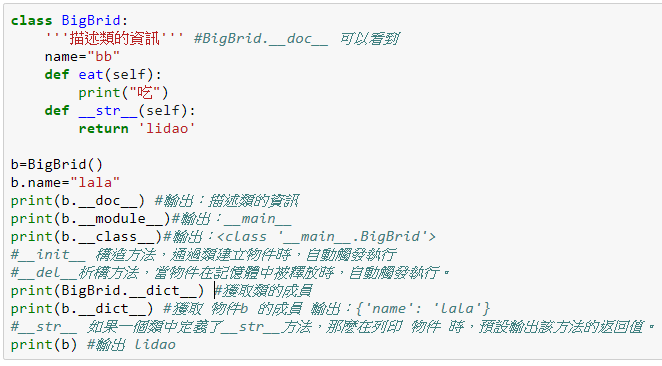 class BigBrid:
    '''描述類的資訊''' #BigBrid.__doc__ 可以看到
    name="bb"
    def eat(self):
        print("吃")
    def __str__(self):
        return 'lidao'

b=BigBrid()
b.name="lala"
print(b.__doc__) #輸出：描述類的資訊
print(b.__module__)#輸出：__main__
print(b.__class__)#輸出：<class '__main__.BigBrid'>
#__init__ 構造方法，通過類建立物件時，自動觸發執行
#__del__析構方法，當物件在記憶體中被釋放時，自動觸發執行。
print(BigBrid.__dict__) #獲取類的成員
print(b.__dict__) #獲取 物件b 的成員 輸出：{'name': 'lala'}
#__str__ 如果一個類中定義了__str__方法，那麼在列印 物件 時，預設輸出該方法的返回值。
print(b) #輸出 lidao